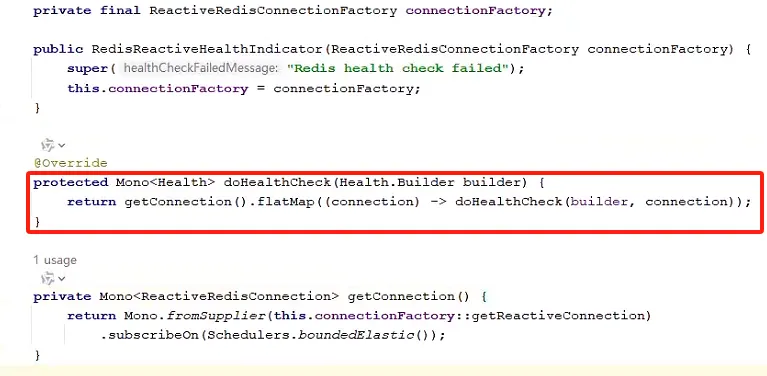 private final ReactiveRedisConnectionFactory connectionFactory;
public RedisReactiveHealthIndicator(ReactiveRedisConnectionFactory connectionFactory) {
super( healthCheckFailedMessage: "Redis health check failed");
this.connectionFactory = connectionFactory;
}
@Override
protected Mono<Health> doHealthCheck(Health.Builder builder) {
return getConnection().flatMap((connection) -> doHealthCheck(builder, connection));
}
1 usage
private Mono<ReactiveRedisConnection> getConnection() {
return Mono.fromSupplier(this.connectionFactory::getReactiveConnection)
.subscribeOn(Schedulers.boundedElastic());
}